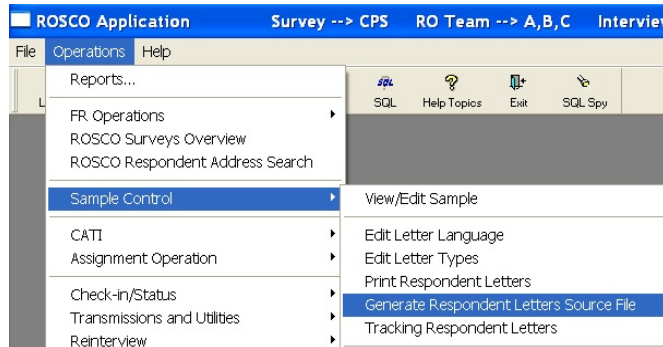 ROSCO Application Survey --> CPS RO Team --> A,B,C
File Operations Help
SQL
SQL Help Topics Exit SQL Spy
Reports...
FR Operations
ROSCO Surveys Overview
ROSCO Respondent Address Search
Sample Control
CATI
Assignment Operation
Check-in/Status
Transmissions and Utilities
Reinterview
View/Edit Sample
Edit Letter Language
Edit Letter Types
Print Respondent Letters
Generate Respondent Letters Source File
Tracking Respondent Letters